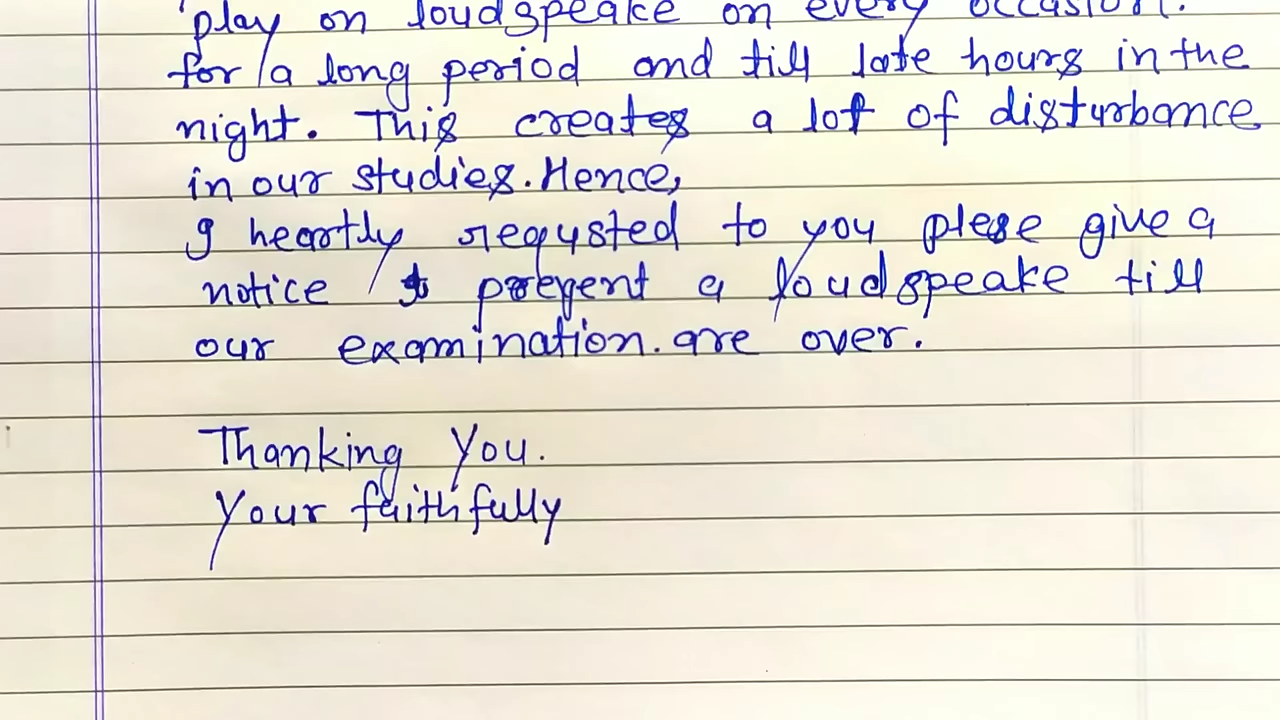 play on loudspeake on every occasion.
for a long period and till late hours in the
night. This creates a lot of disturbance
in our studies. Hence,
I heartly requsted to you plese give a
notice to prevent a loudspeake till
our examination. are over.
Thanking You.
Your faithfully